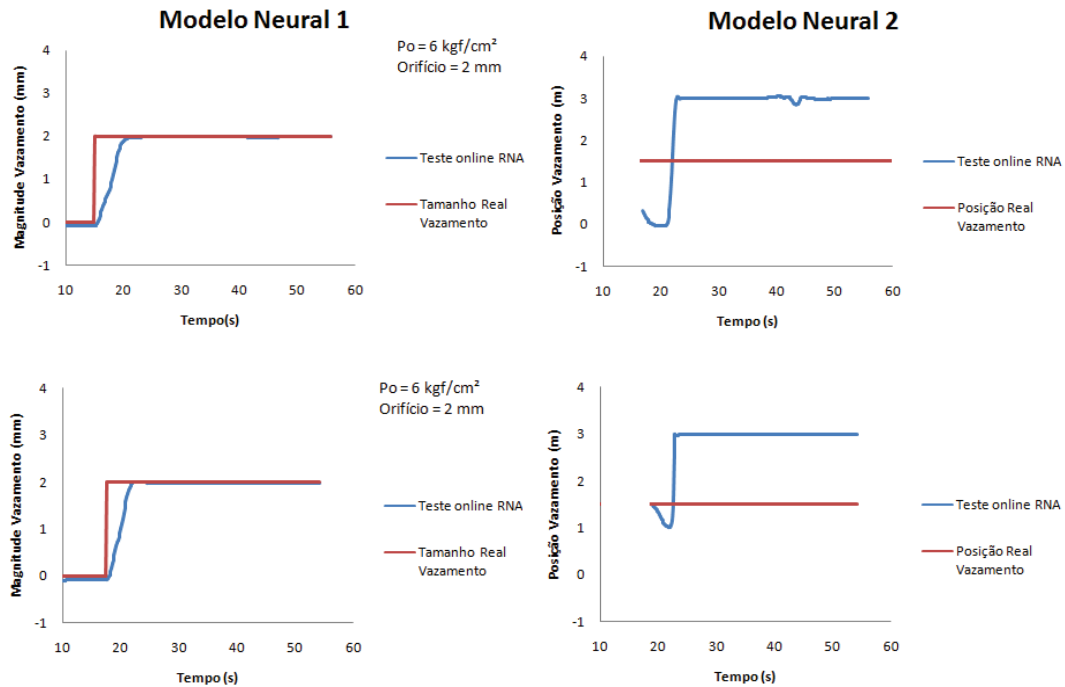 Modelo Neural 1
Modelo Neural 2
Po = 6 kgf/cm²
Orifício = 2 mm
Magnitude Vazamento (mm)
4
3
2
1
0
-1
10 20 30 40 50 60
Tempo(s)
Teste online RNA
Tamanho Real
Vazamento
Posição Vazamento (m)
4
3
2
1
0
-1
10 20 30 40 50 60
Tempo (s)
Teste online RNA
Posição Real
Vazamento
Po = 6 kgf/cm²
Orifício = 2 mm
Magnitude Vazamento (mm)
4
3
2
1
0
-1
10 20 30 40 50 60
Tempo (s)
Teste online RNA
Tamanho Real
Vazamento
Posição Vazamento (m)
4
3
2
1
0
-1
10 20 30 40 50 60
Tempo (s)
Teste online RNA
Posição Real
Vazamento